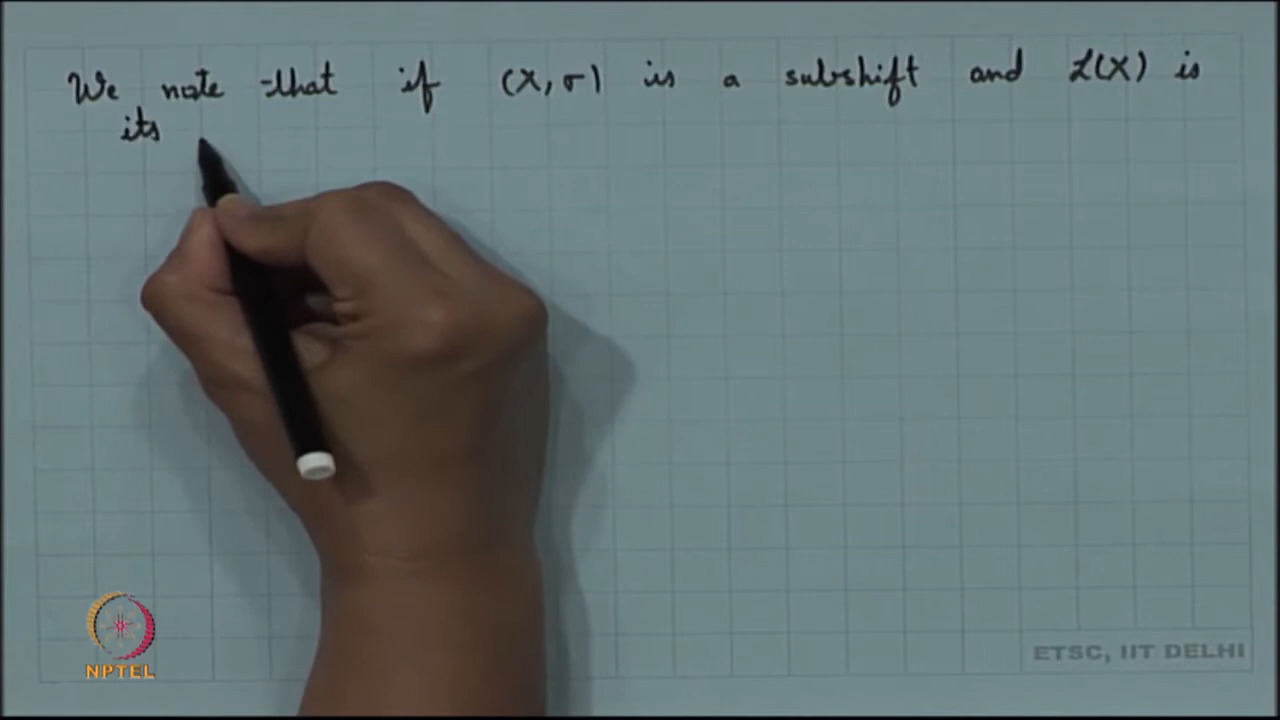 We note that if (X, σ) is a subshift and L(X) is
its
NPTEL
ETSC, IIT DELHI